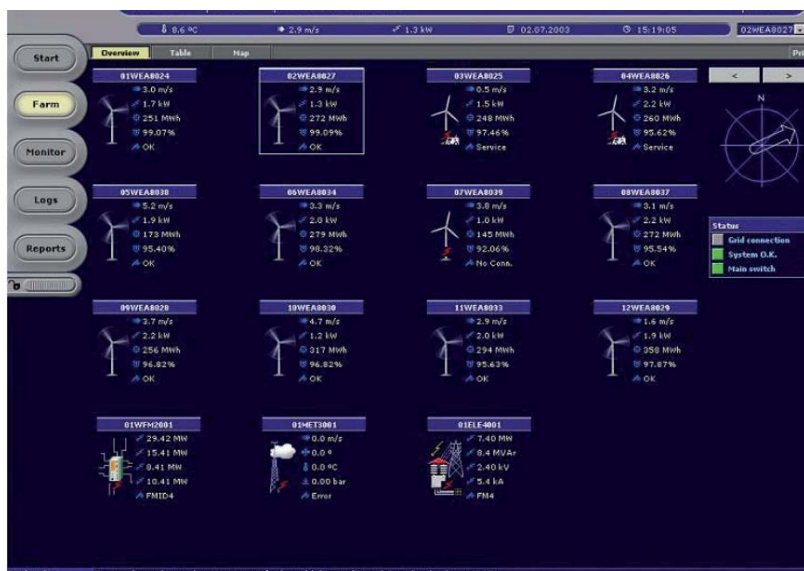 8.6 ºC 2.9 m/s 1.3 kW 02.07.2003 15:19:05 02WEA8027
Start
Farm
Monitor
Logs
Reports
Overview Table Map
01WEA8024
3.0 m/s
1.7 kW
251 MWh
99.07%
OK
02WEA8027
2.9 m/s
1.3 kW
272 MWh
99.09%
OK
03WEA8025
0.5 m/s
1.5 kW
248 MWh
97.46%
Service
04WEA8026
3.2 m/s
2.2 kW
260 MWh
95.62%
Service
< >
N
05WEA8038
5.2 m/s
1.9 kW
173 MWh
95.40%
OK
06WEA8034
3.3 m/s
2.0 kW
279 MWh
98.32%
OK
07WEA8039
3.8 m/s
1.0 kW
145 MWh
92.06%
No Conn.
08WEA8037
3.1 m/s
2.2 kW
272 MWh
95.54%
OK
Status
Grid connection
System O.K.
Main switch
09WEA8028
3.7 m/s
2.2 kW
256 MWh
96.82%
OK
10WEA8030
4.7 m/s
1.2 kW
317 MWh
96.82%
OK
11WEA8033
2.9 m/s
2.0 kW
294 MWh
95.63%
OK
12WEA8029
1.6 m/s
1.9 kW
358 MWh
97.87%
OK
01WFM2001
29.42 MW
15.41 MW
8.41 MW
10.41 MW
FMID4
01MET3001
0.0 m/s
0.0 º
0.0 ºC
0.00 bar
Error
01ELE4001
7.40 MW
8.4 MVAr
2.40 kV
5.4 kA
FM4